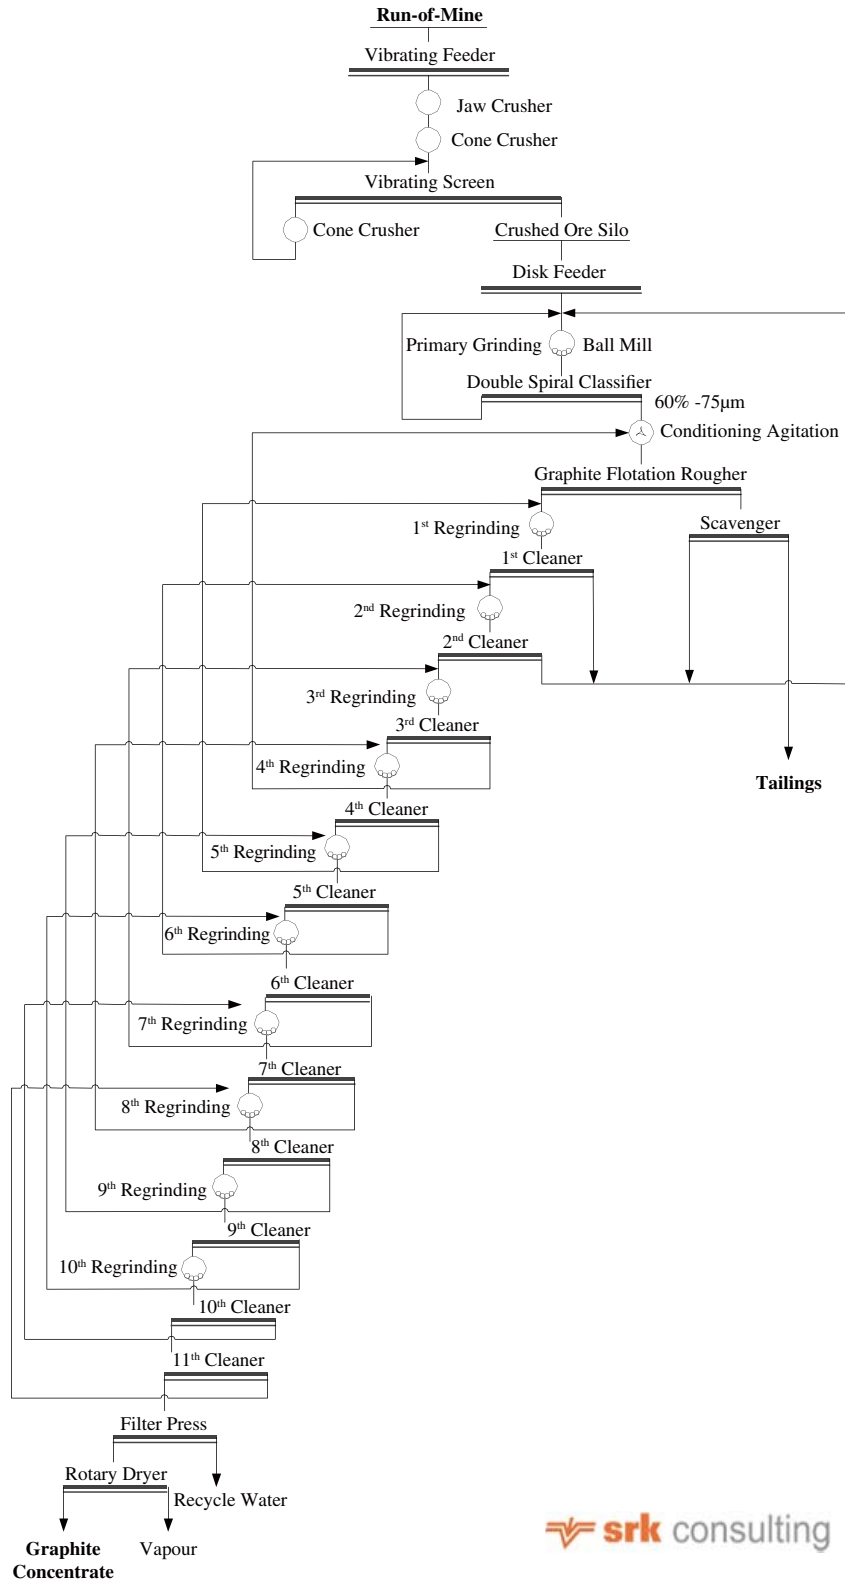 Run-of-Mine
Vibrating Feeder
Jaw Crusher
Cone Crusher
Vibrating Screen
Cone Crusher
Crushed Ore Silo
Disk Feeder
Primary Grinding
Ball Mill
Double Spiral Classifier
60% -75μm
Conditioning Agitation
Graphite Flotation Rougher
1st Regrinding
Scavenger
1st Cleaner
2nd Regrinding
2nd Cleaner
3rd Regrinding
3rd Cleaner
4th Regrinding
Tailings
4th Cleaner
5th Regrinding
5th Cleaner
6th Regrinding
6th Cleaner
7th Regrinding
7th Cleaner
8th Regrinding
8th Cleaner
9th Regrinding
9th Cleaner
10th Regrinding
10th Cleaner
11th Cleaner
Filter Press
Rotary Dryer
Recycle Water
Graphite
Concentrate
Vapour
srk consulting